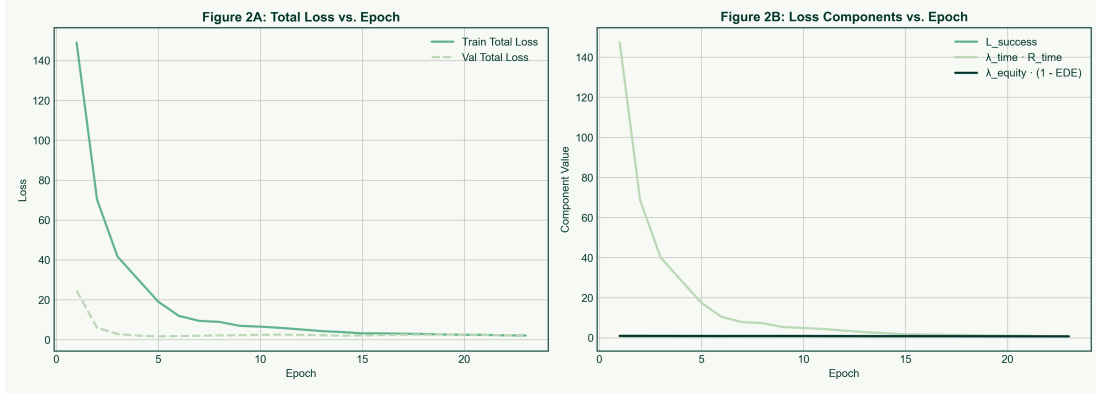 Figure 2A: Total Loss vs. Epoch
Train Total Loss
Val Total Loss
140
120
100
80
60
40
20
0
Loss
0 5 10 15 20
Epoch
Figure 2B: Loss Components vs. Epoch
L_success
λ_time · R_time
λ_equity · (1 - EDE)
140
120
100
80
60
40
20
0
Component Value
0 5 10 15 20
Epoch